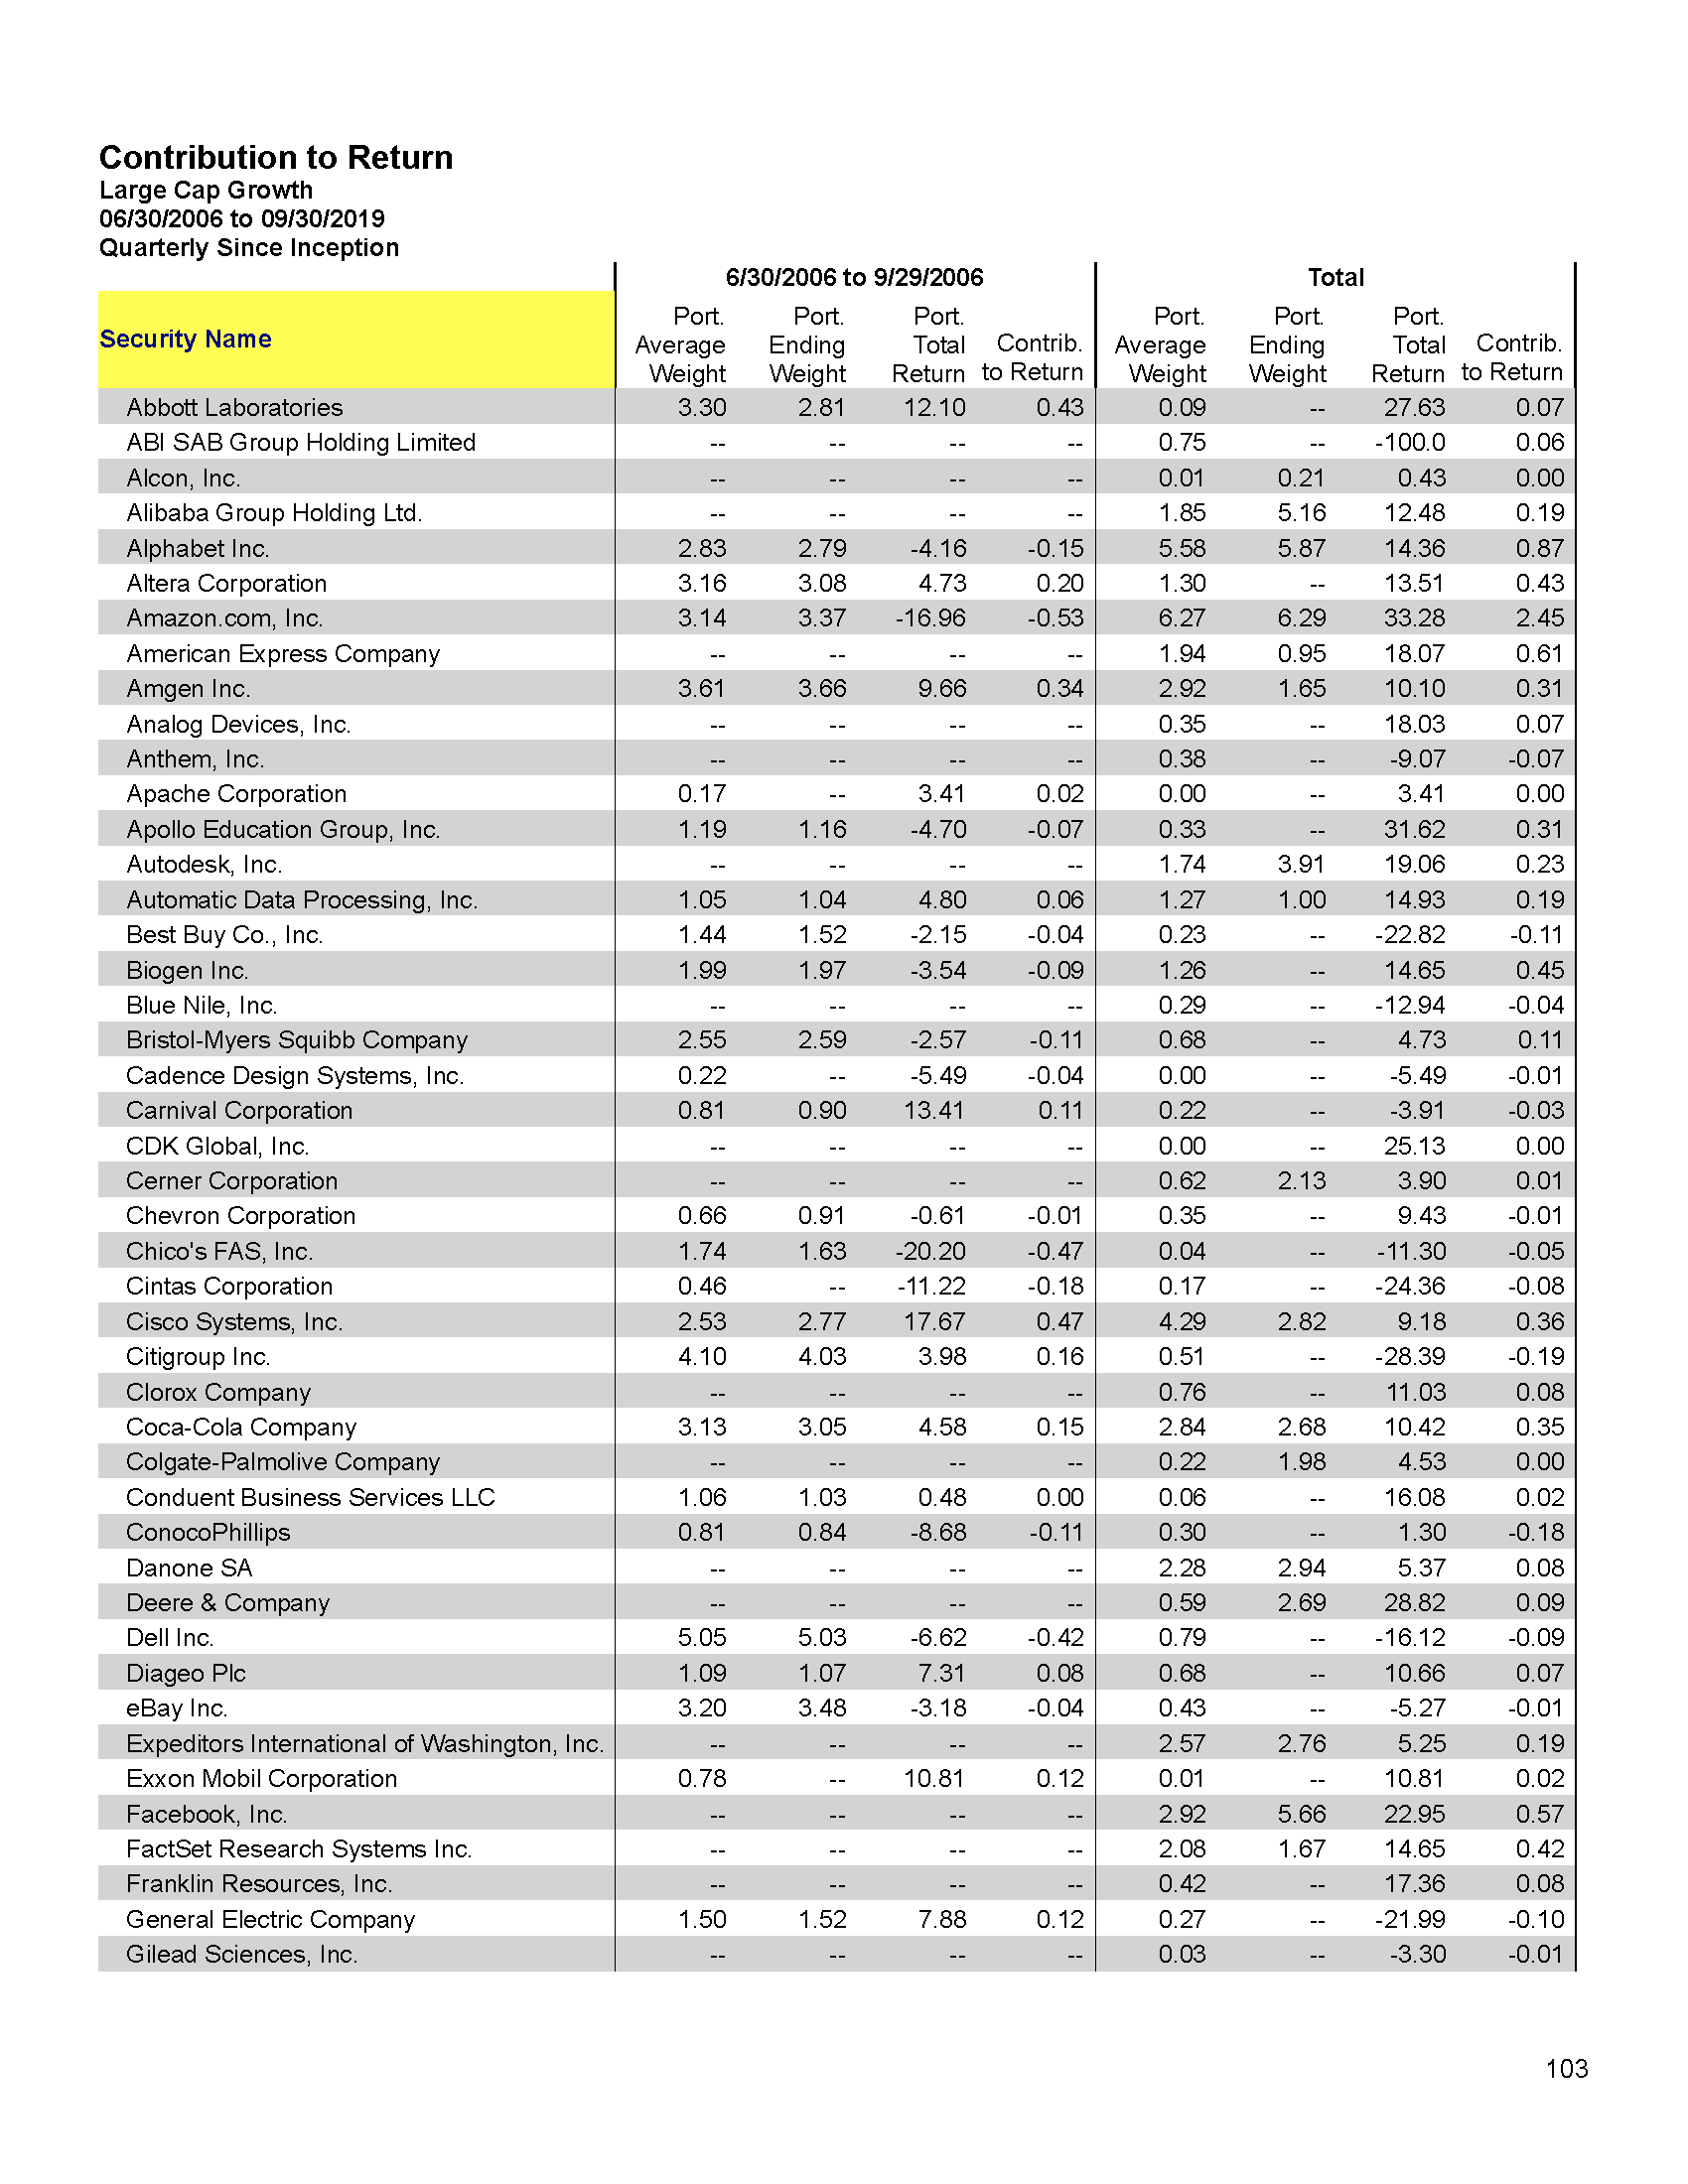 Contribution to Return
Large Cap Growth
06/30/2006 to 09/30/2019
Quarterly Since Inception
6/30/2006 to 9/29/2006 Total
Security Name Port. Average Weight Port. Ending Weight Port. Total Return Contrib. to Return Port. Average Weight Port. Ending Weight Port. Total Return Contrib. to Return
Abbott Laboratories 3.30 2.81 12.10 0.43 0.09 -- 27.63 0.07
ABI SAB Group Holding Limited -- -- -- -- 0.75 -- -100.0 0.06
Alcon, Inc. -- -- -- -- 0.01 0.21 0.43 0.00
Alibaba Group Holding Ltd. -- -- -- -- 1.85 5.16 12.48 0.19
Alphabet Inc. 2.83 2.79 -4.16 -0.15 5.58 5.87 14.36 0.87
Altera Corporation 3.16 3.08 4.73 0.20 1.30 -- 13.51 0.43
Amazon.com, Inc. 3.14 3.37 -16.96 -0.53 6.27 6.29 33.28 2.45
American Express Company -- -- -- -- 1.94 0.95 18.07 0.61
Amgen Inc. 3.61 3.66 9.66 0.34 2.92 1.65 10.10 0.31
Analog Devices, Inc. -- -- -- -- 0.35 -- 18.03 0.07
Anthem, Inc. -- -- -- -- 0.38 -- -9.07 -0.07
Apache Corporation 0.17 -- 3.41 0.02 0.00 -- 3.41 0.00
Apollo Education Group, Inc. 1.19 1.16 -4.70 -0.07 0.33 -- 31.62 0.31
Autodesk, Inc. -- -- -- -- 1.74 3.91 19.06 0.23
Automatic Data Processing, Inc. 1.05 1.04 4.80 0.06 1.27 1.00 14.93 0.19
Best Buy Co., Inc. 1.44 1.52 -2.15 -0.04 0.23 -- -22.82 -0.11
Biogen Inc. 1.99 1.97 -3.54 -0.09 1.26 -- 14.65 0.45
Blue Nile, Inc. -- -- -- -- 0.29 -- -12.94 -0.04
Bristol-Myers Squibb Company 2.55 2.59 -2.57 -0.11 0.68 -- 4.73 0.11
Cadence Design Systems, Inc. 0.22 -- -5.49 -0.04 0.00 -- -5.49 -0.01
Carnival Corporation 0.81 0.90 13.41 0.11 0.22 -- -3.91 -0.03
CDK Global, Inc. -- -- -- -- 0.00 -- 25.13 0.00
Cerner Corporation -- -- -- -- 0.62 2.13 3.90 0.01
Chevron Corporation 0.66 0.91 -0.61 -0.01 0.35 -- 9.43 -0.01
Chico's FAS, Inc. 1.74 1.63 -20.20 -0.47 0.04 -- -11.30 -0.05
Cintas Corporation 0.46 -- -11.22 -0.18 0.17 -- -24.36 -0.08
Cisco Systems, Inc. 2.53 2.77 17.67 0.47 4.29 2.82 9.18 0.36
Citigroup Inc. 4.10 4.03 3.98 0.16 0.51 -- -28.39 -0.19
Clorox Company -- -- -- -- 0.76 -- 11.03 0.08
Coca-Cola Company 3.13 3.05 4.58 0.15 2.84 2.68 10.42 0.35
Colgate-Palmolive Company -- -- -- -- 0.22 1.98 4.53 0.00
Conduent Business Services LLC 1.06 1.03 0.48 0.00 0.06 -- 16.08 0.02
ConocoPhillips 0.81 0.84 -8.68 -0.11 0.30 -- 1.30 -0.18
Danone SA -- -- -- -- 2.28 2.94 5.37 0.08
Deere & Company -- -- -- -- 0.59 2.69 28.82 0.09
Dell Inc. 5.05 5.03 -6.62 -0.42 0.79 -- -16.12 -0.09
Diageo Plc 1.09 1.07 7.31 0.08 0.68 -- 10.66 0.07
eBay Inc. 3.20 3.48 -3.18 -0.04 0.43 -- -5.27 -0.01
Expeditors International of Washington, Inc. -- -- -- -- 2.57 2.76 5.25 0.19
Exxon Mobil Corporation 0.78 -- 10.81 0.12 0.01 -- 10.81 0.02
Facebook, Inc. -- -- -- -- 2.92 5.66 22.95 0.57
FactSet Research Systems Inc. -- -- -- -- 2.08 1.67 14.65 0.42
Franklin Resources, Inc. -- -- -- -- 0.42 -- 17.36 0.08
General Electric Company 1.50 1.52 7.88 0.12 0.27 -- -21.99 -0.10
Gilead Sciences, Inc. -- -- -- -- 0.03 -- -3.30 -0.01
103